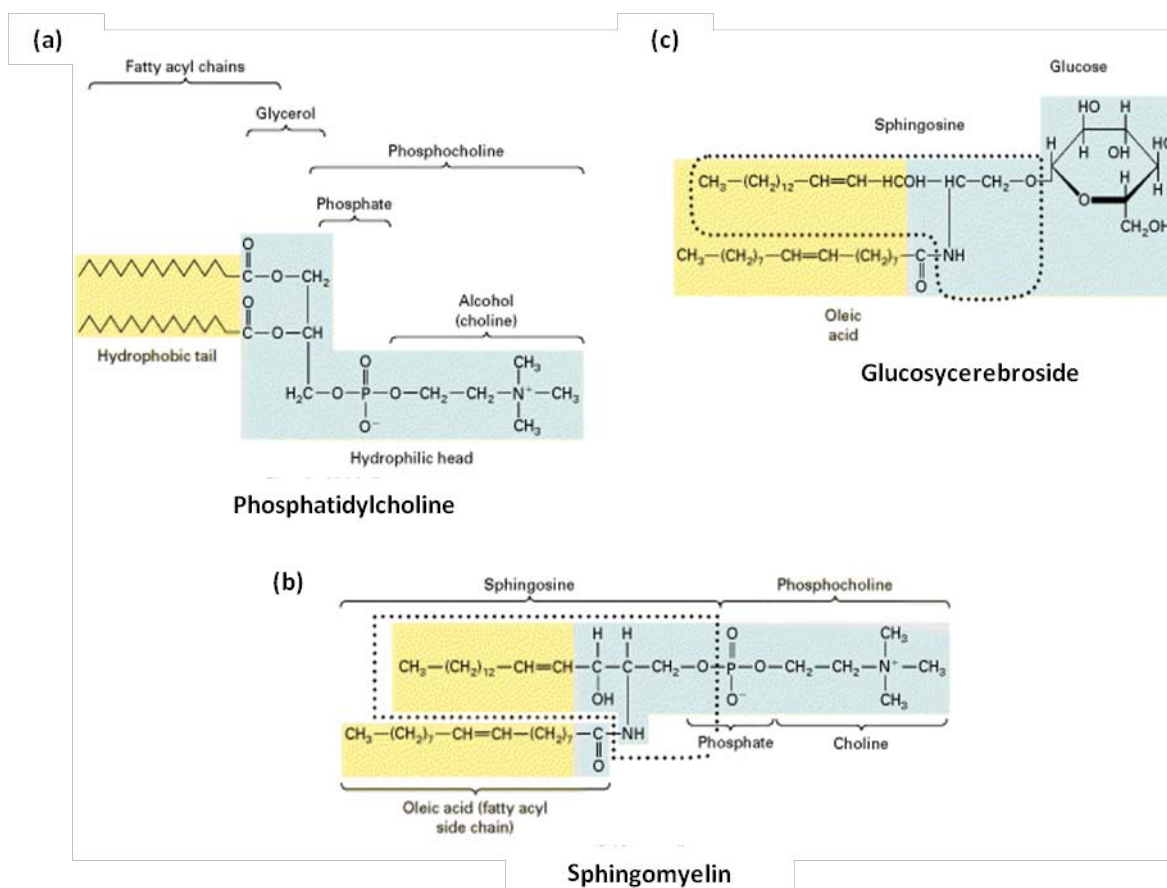 (a)
Fatty acyl chains
Glycerol
Phosphocholine
Phosphate
O
C—O—CH₂
O
Alcohol
(choline)
C—O—CH
Hydrophobic tail
O
CH₃
H₂C—O—P—O—CH₂—CH₂—N⁺—CH₃
O⁻
CH₃
Hydrophilic head
Phosphatidylcholine
(c)
Glucose
HO H
Sphingosine
H
H OH
H
CH₃—(CH₂)₁₂—CH=CH—HCOH—HC—CH₂—O
H
O
H
CH₂OH
CH₃—(CH₂)₇—CH=CH—(CH₂)₇—C—NH
O
Oleic
acid
Glucosycerebroside
(b)
Sphingosine
Phosphocholine
H H
O
CH₃
CH₃—(CH₂)₁₂—CH=CH—C—C—CH₂—O—P—O—CH₂—CH₂—N⁺—CH₃
OH
O⁻
CH₃
CH₃—(CH₂)₇—CH=CH—(CH₂)₇—C—NH
O
Phosphate
Choline
Oleic acid (fatty acyl
side chain)
Sphingomyelin